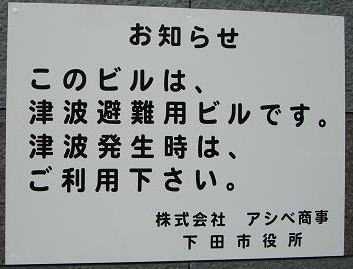 お知らせ
このビルは、
津波避難用ビルです。
津波発生時は、
ご利用下さい。
株式会社　アシベ商事
下田市役所